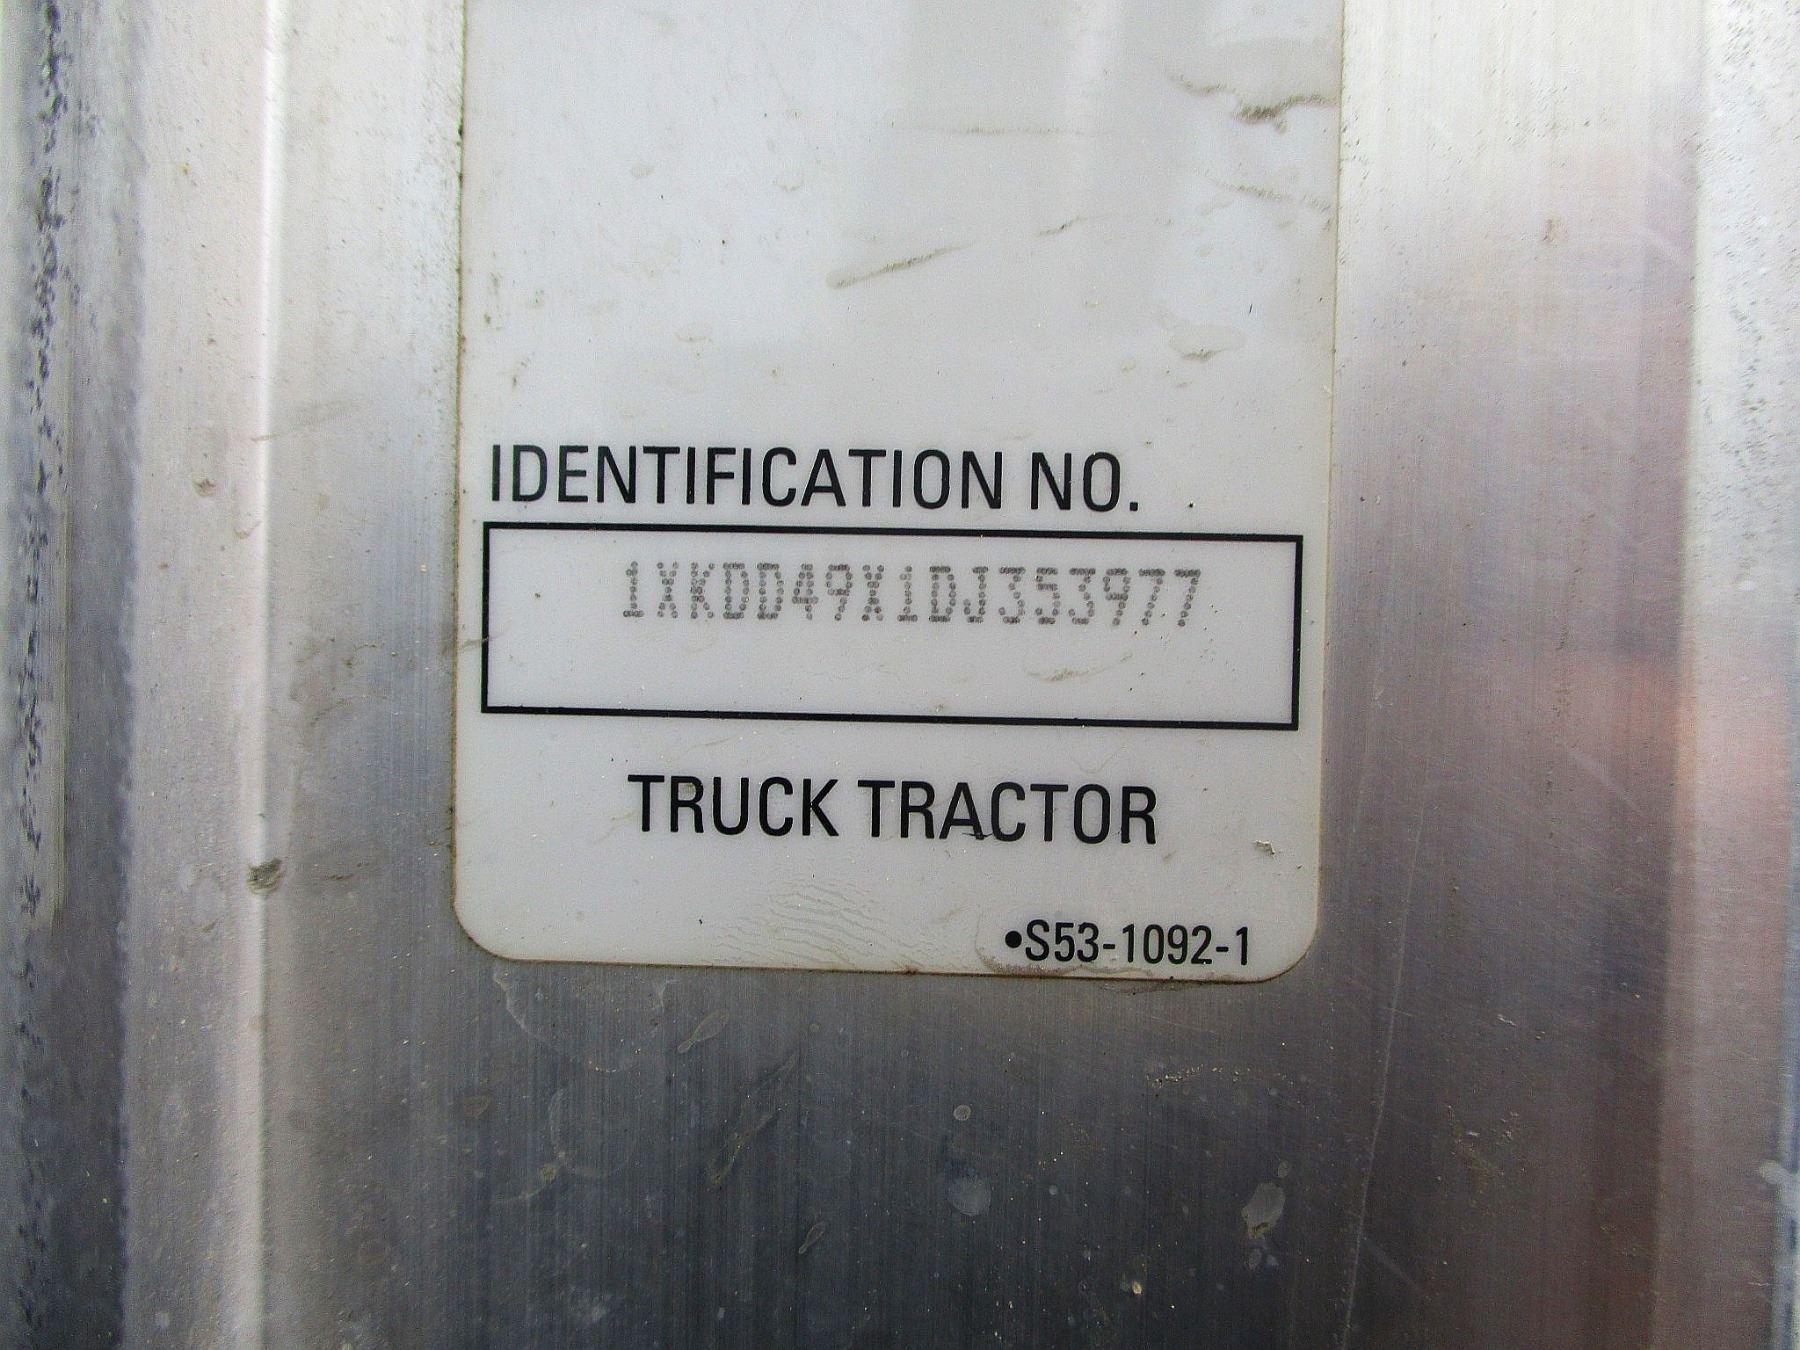 IDENTIFICATION NO.
1XKDD49X1DJ353977
TRUCK TRACTOR
•S53-1092-1